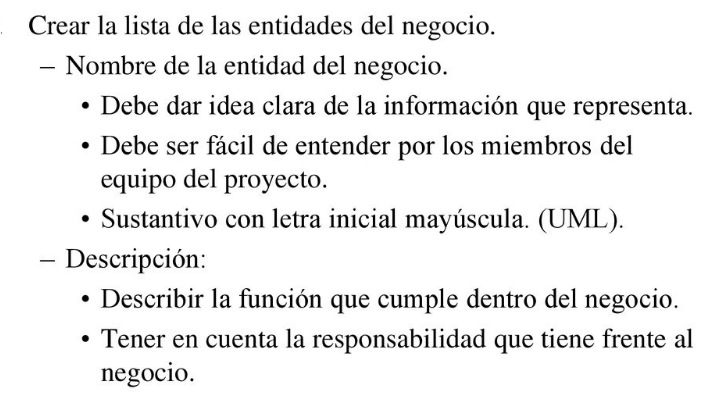 Crear la lista de las entidades del negocio.
– Nombre de la entidad del negocio.
• Debe dar idea clara de la información que representa.
• Debe ser fácil de entender por los miembros del
equipo del proyecto.
• Sustantivo con letra inicial mayúscula. (UML).
– Descripción:
• Describir la función que cumple dentro del negocio.
• Tener en cuenta la responsabilidad que tiene frente al
negocio.